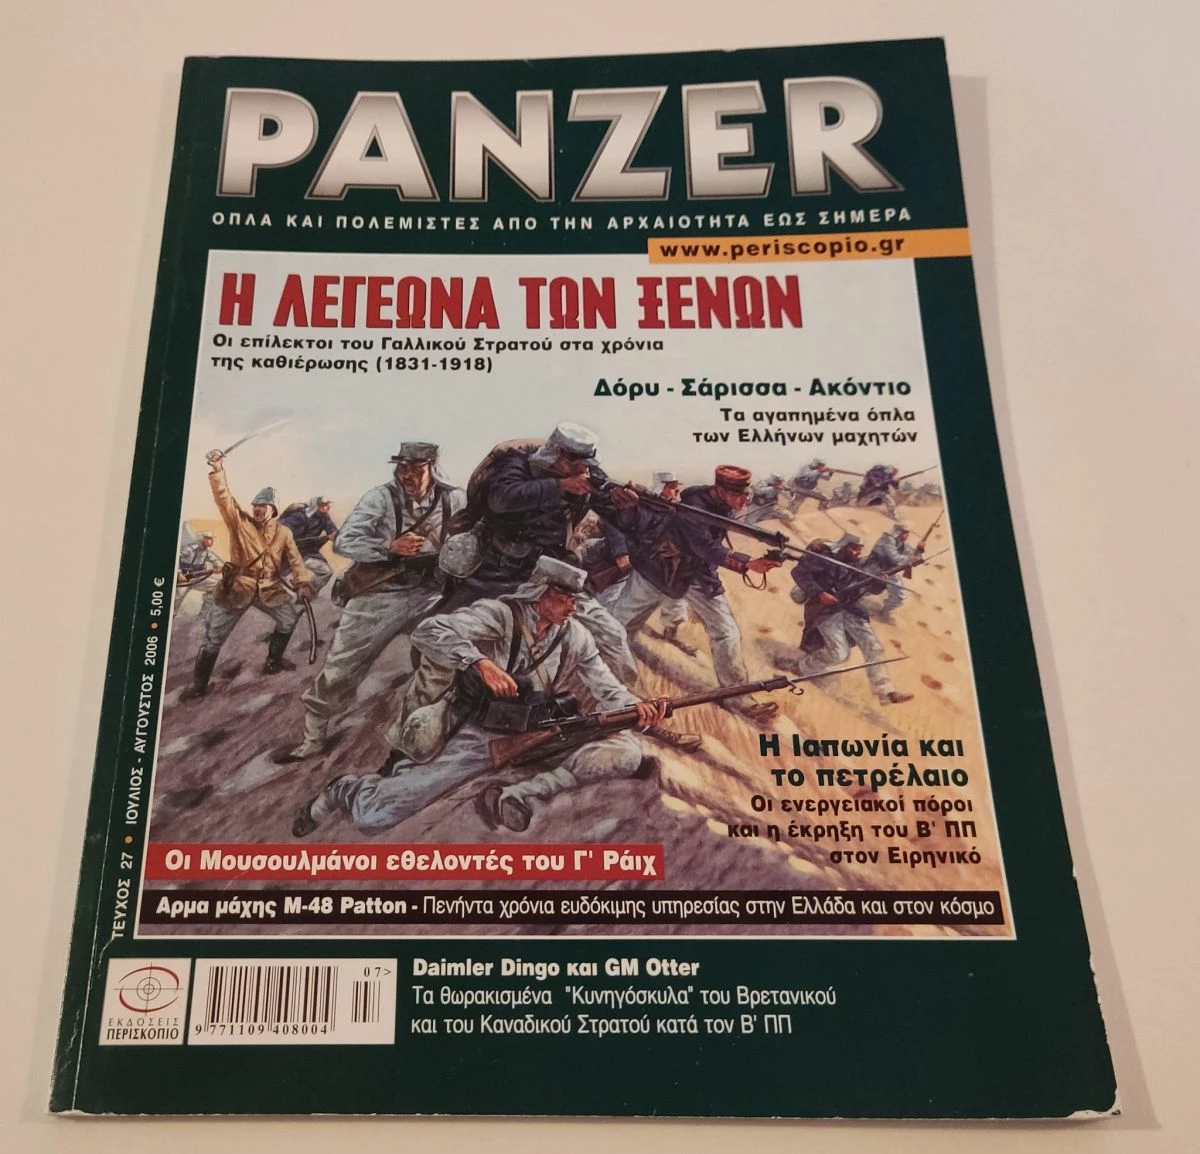 PANZER
ΟΠΛΑ ΚΑΙ ΠΟΛΕΜΙΣΤΕΣ ΑΠΟ ΤΗΝ ΑΡΧΑΙΟΤΗΤΑ ΕΩΣ ΣΗΜΕΡΑ
www.periscopio.gr
Η ΛΕΓΕΩΝΑ ΤΩΝ ΞΕΝΩΝ
Οι επίλεκτοι του Γαλλικού Στρατού στα χρόνια
της καθιέρωσης (1831-1918)
Δόρυ - Σάρισσα - Ακόντιο
Τα αγαπημένα όπλα
των Ελλήνων μαχητών
Η Ιαπωνία και
το πετρέλαιο
Οι ενεργειακοί πόροι
και η έκρηξη του Β' ΠΠ
στον Ειρηνικό
Οι Μουσουλμάνοι εθελοντές του Γ' Ράιχ
Αρμα μάχης M-48 Patton - Πενήντα χρόνια ευδόκιμης υπηρεσίας στην Ελλάδα και στον κόσμο
ΤΕΥΧΟΣ 27 • ΙΟΥΛΙΟΣ - ΑΥΓΟΥΣΤΟΣ 2006 • 5,00 €
ΕΚΔΟΣΕΙΣ
ΠΕΡΙΣΚΟΠΙΟ
07>
9 771109 408004
Daimler Dingo και GM Otter
Τα θωρακισμένα "Κυνηγόσκυλα" του Βρετανικού
και του Καναδικού Στρατού κατά τον Β' ΠΠ